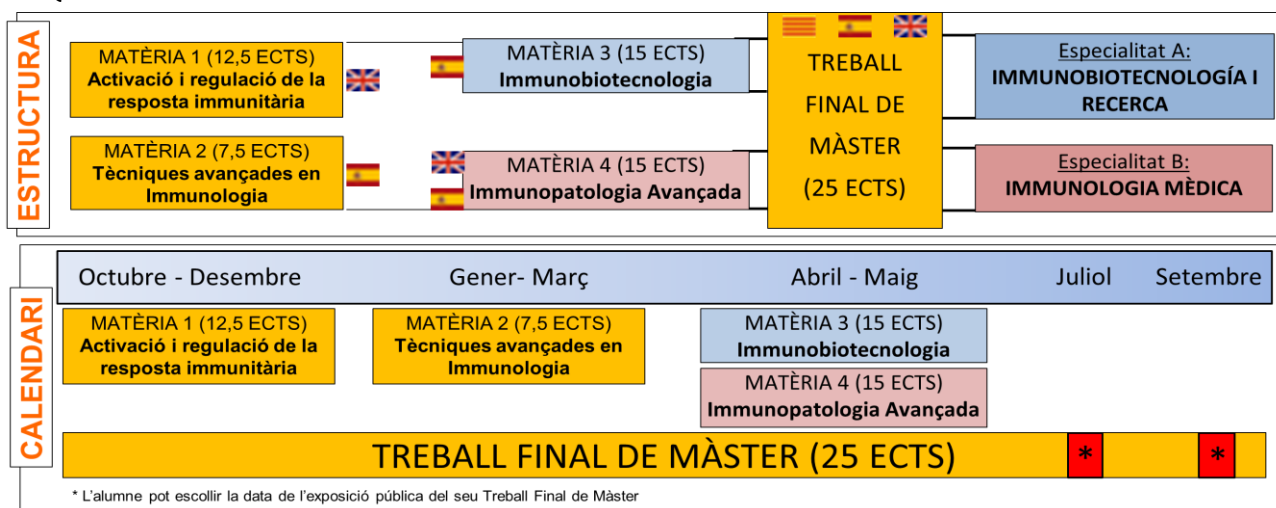 ESTRUCTURA
MATÈRIA 1 (12,5 ECTS)
Activació i regulació de la
resposta immunitària
MATÈRIA 2 (7,5 ECTS)
Tècniques avançades en
Immunologia
MATÈRIA 3 (15 ECTS)
Immunobiotecnologia
MATÈRIA 4 (15 ECTS)
Immunopatologia Avançada
TREBALL
FINAL DE
MÀSTER
(25 ECTS)
Especialitat A:
IMMUNOBIOTECNOLOGÍA I
RECERCA
Especialitat B:
IMMUNOLOGIA MÈDICA
CALENDARI
Octubre - Desembre
Gener- Març
Abril - Maig
Juliol
Setembre
MATÈRIA 1 (12,5 ECTS)
Activació i regulació de la
resposta immunitària
MATÈRIA 2 (7,5 ECTS)
Tècniques avançades en
Immunologia
MATÈRIA 3 (15 ECTS)
Immunobiotecnologia
MATÈRIA 4 (15 ECTS)
Immunopatologia Avançada
TREBALL FINAL DE MÀSTER (25 ECTS)
*
*
* L'alumne pot escollir la data de l'exposició pública del seu Treball Final de Màster